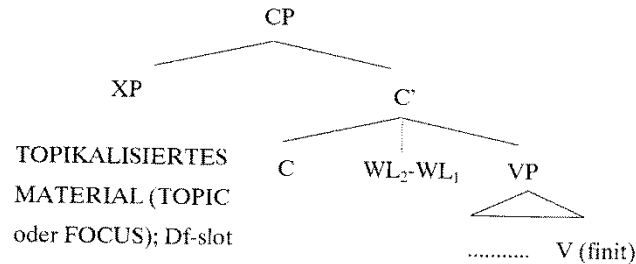 CP
XP
C'
TOPIKALISIERTES
MATERIAL (TOPIC
oder FOCUS); Df-slot
C WL₂-WL₁ VP
........... V (finit)